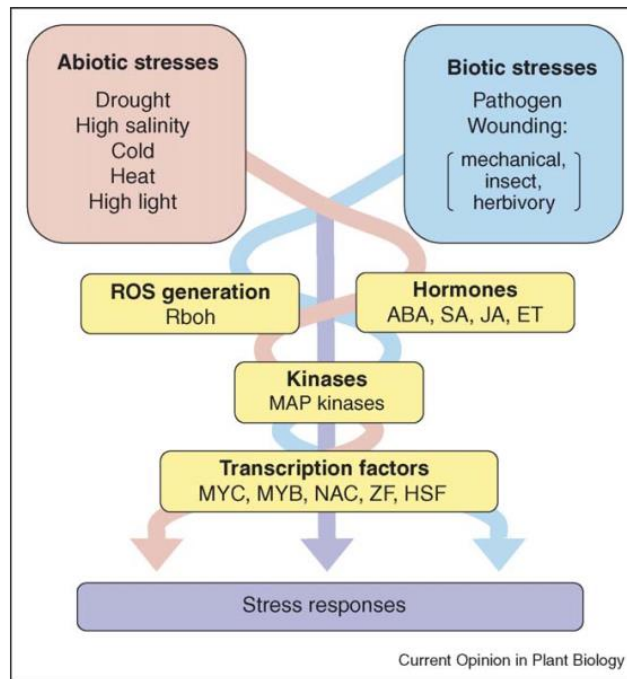 Abiotic stresses
Drought
High salinity
Cold
Heat
High light
Biotic stresses
Pathogen
Wounding:
mechanical,
insect,
herbivory
ROS generation
Rboh
Hormones
ABA, SA, JA, ET
Kinases
MAP kinases
Transcription factors
MYC, MYB, NAC, ZF, HSF
Stress responses
Current Opinion in Plant Biology